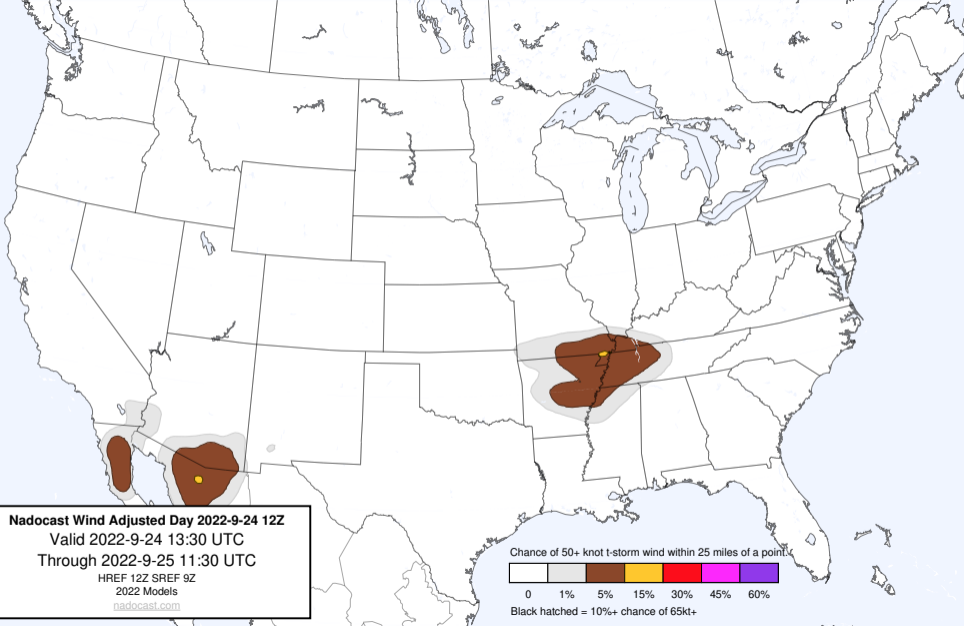 Nadocast Wind Adjusted Day 2022-9-24 12Z
Valid 2022-9-24 13:30 UTC
Through 2022-9-25 11:30 UTC
HREF 12Z SREF 9Z
2022 Models
nadocast.com
Chance of 50+ knot t-storm wind within 25 miles of a point.
0 1% 5% 15% 30% 45% 60%
Black hatched = 10%+ chance of 65kt+